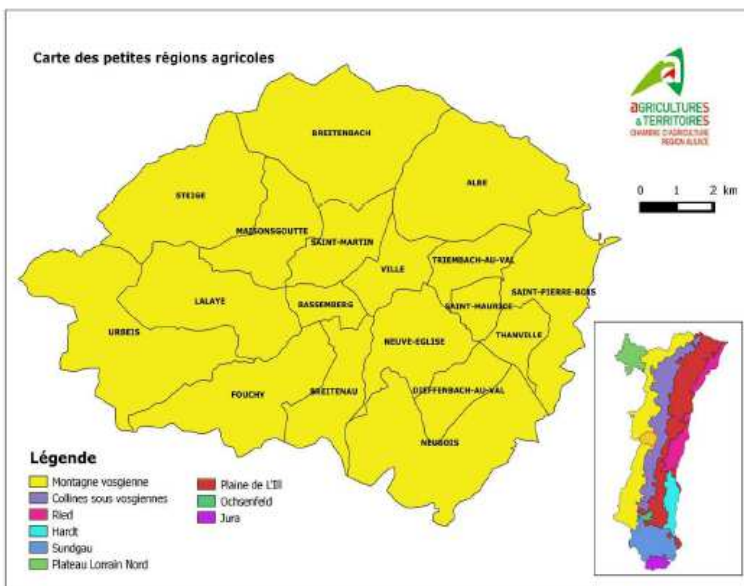 Carte des petites régions agricoles
aGRICULTURES
& TERRITOIRES
CHAMBRE D'AGRICULTURE
REGION ALSACE
0 1 2 km
BREITENBACH
ALBE
STEIGE
MAISONSGOUTTE
SAINT-MARTIN
TRIEMBACH-AU-VAL
VILLE
SAINT-PIERRE-BOIS
LALAYE
BASSEMBERG
SAINT-MAURICE
URBEIS
NEUVE-EGLISE
THANVILLE
FOUCHY
BREITENAU
DIEFFENBACH-AU-VAL
NEUBOIS
Légende
Montagne vosgienne
Collines sous vosgiennes
Ried
Hardt
Sundgau
Plateau Lorrain Nord
Plaine de L'Ill
Ochsenfeld
Jura